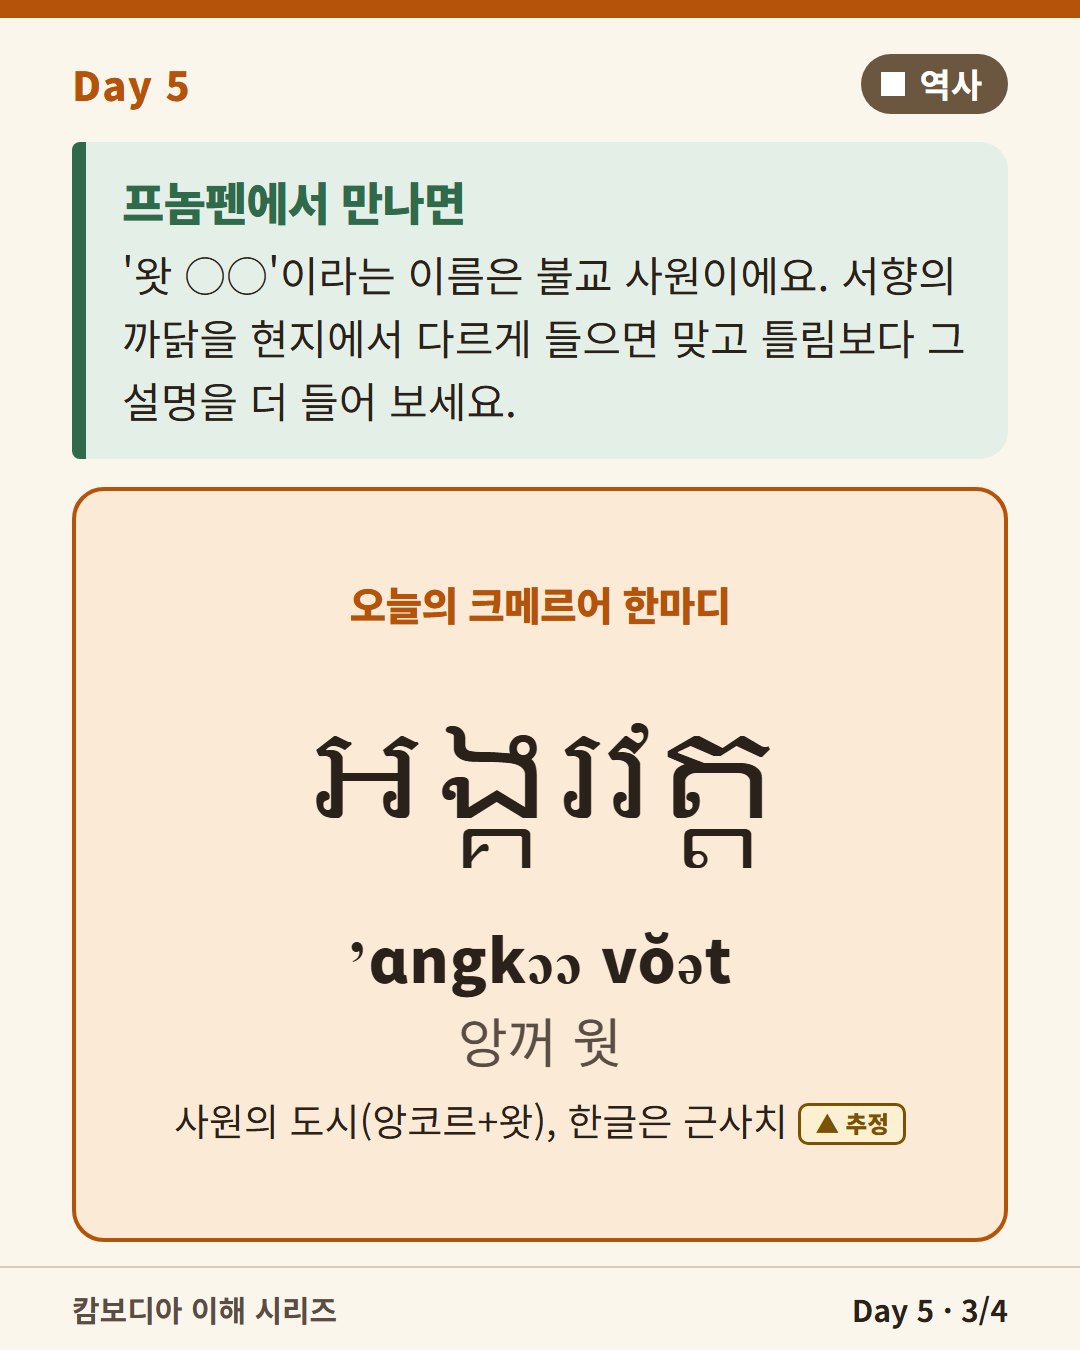 Day 5
■ 역사
프놈펜에서 만나면
'왓 ○○'이라는 이름은 불교 사원이에요. 서향의
까닭을 현지에서 다르게 들으면 맞고 틀림보다 그
설명을 더 들어 보세요.
오늘의 크메르어 한마디
អង្គរវត្ត
’ɑngkɔɔ vŏət
앙꺼 웟
사원의 도시(앙코르+왓), 한글은 근사치 ▲ 추정
캄보디아 이해 시리즈
Day 5 · 3/4